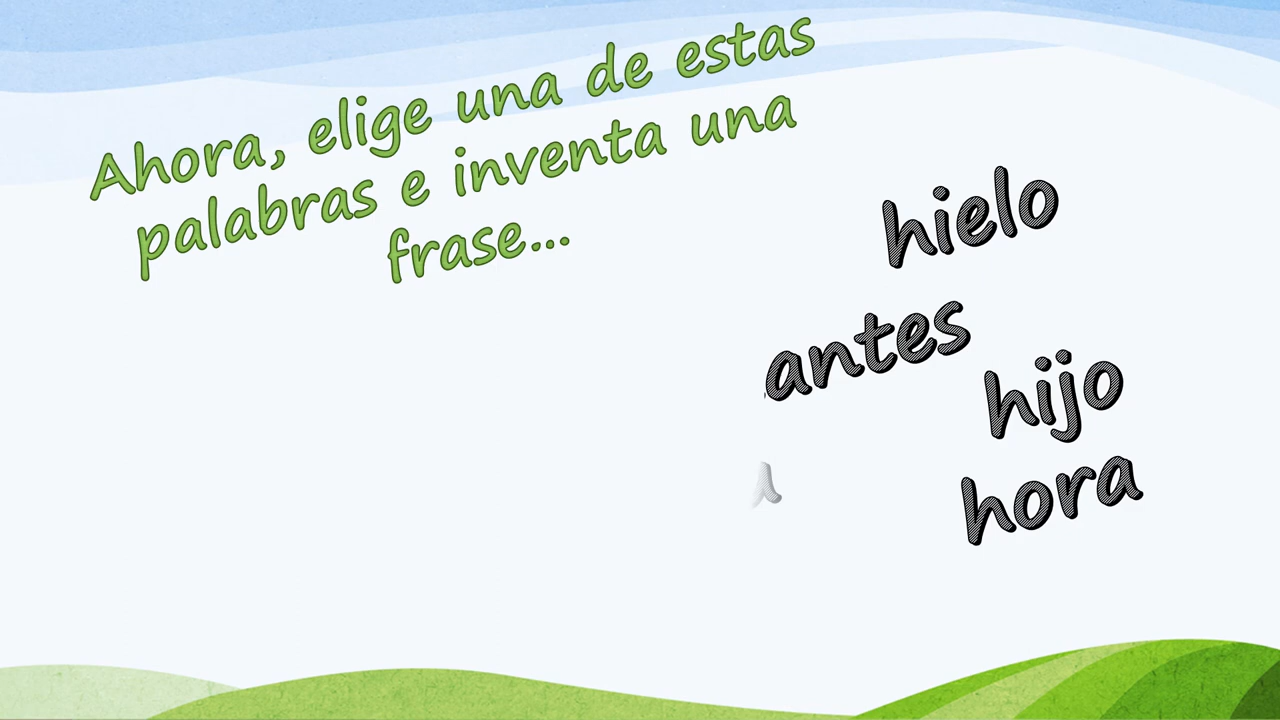 Ahora, elige una de estas
palabras e inventa una
frase...
hielo
antes
hijo
hora